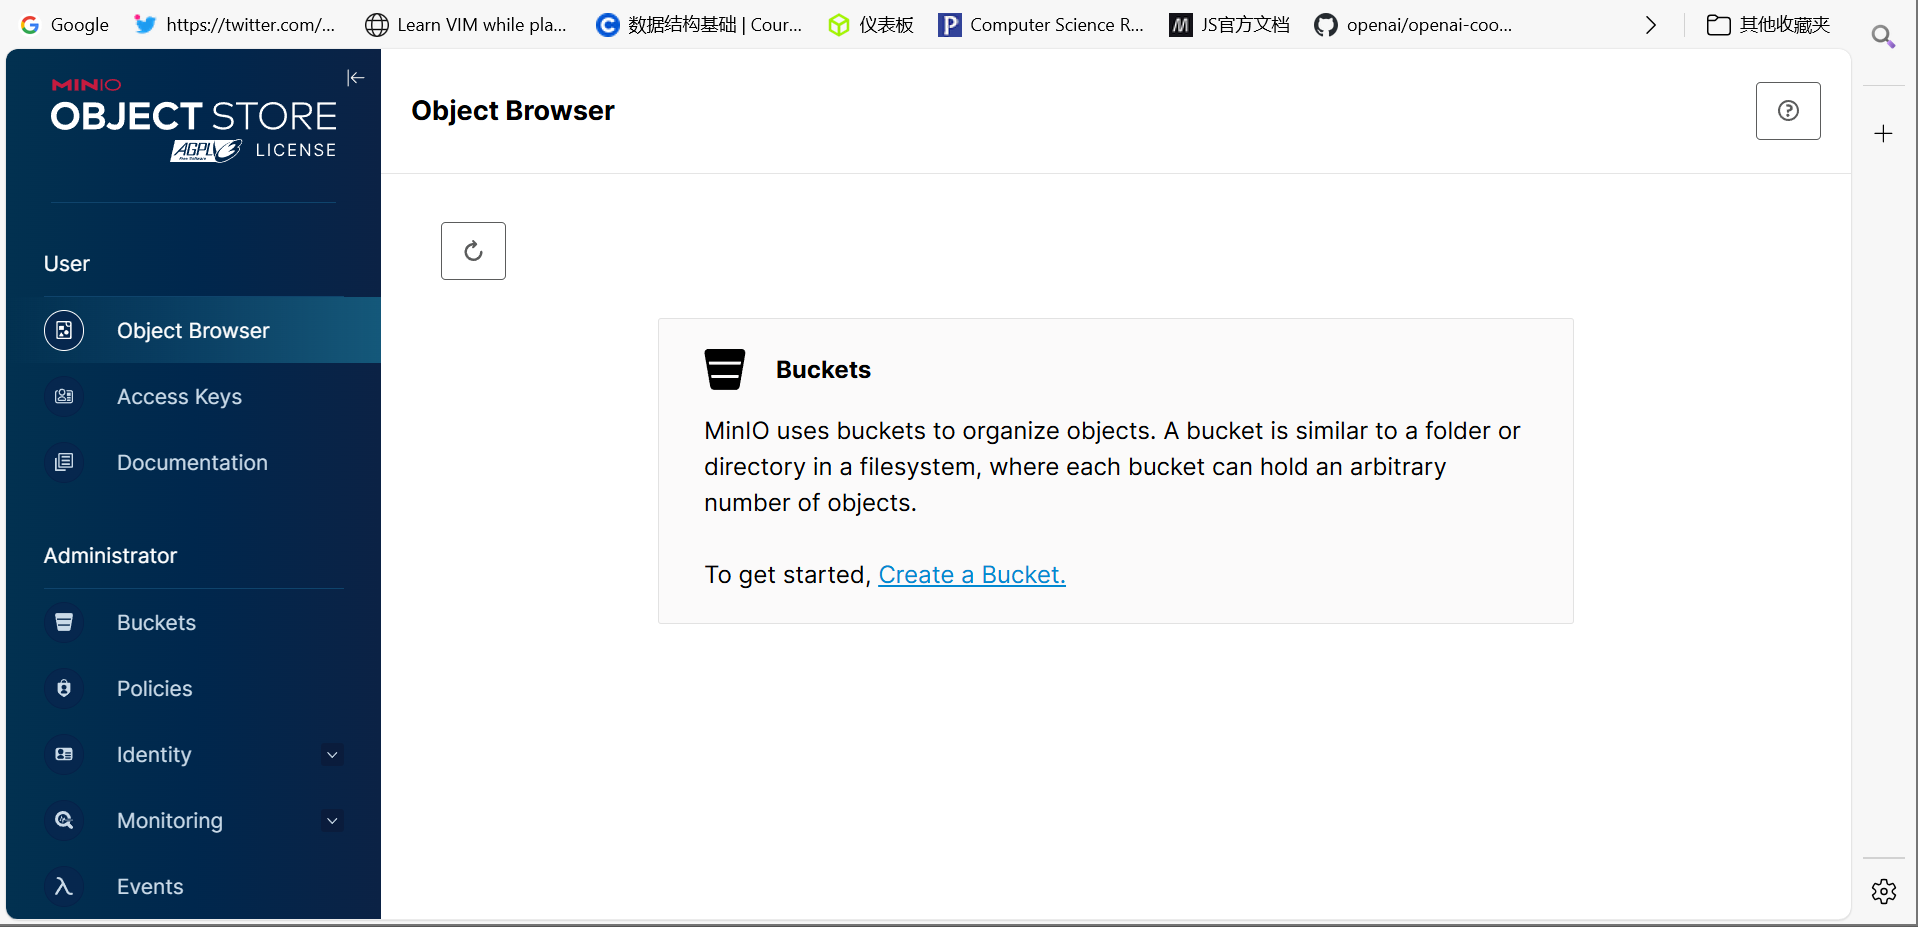 Google
https://twitter.com/...
Learn VIM while pla...
数据结构基础 | Cour...
仪表板
Computer Science R...
JS官方文档
openai/openai-coo...
其他收藏夹
MINIO
OBJECT STORE
AGPL v3 Free Software LICENSE
Object Browser
User
Object Browser
Access Keys
Documentation
Administrator
Buckets
Policies
Identity
Monitoring
Events
Buckets
MinIO uses buckets to organize objects. A bucket is similar to a folder or
directory in a filesystem, where each bucket can hold an arbitrary
number of objects.
To get started, Create a Bucket.